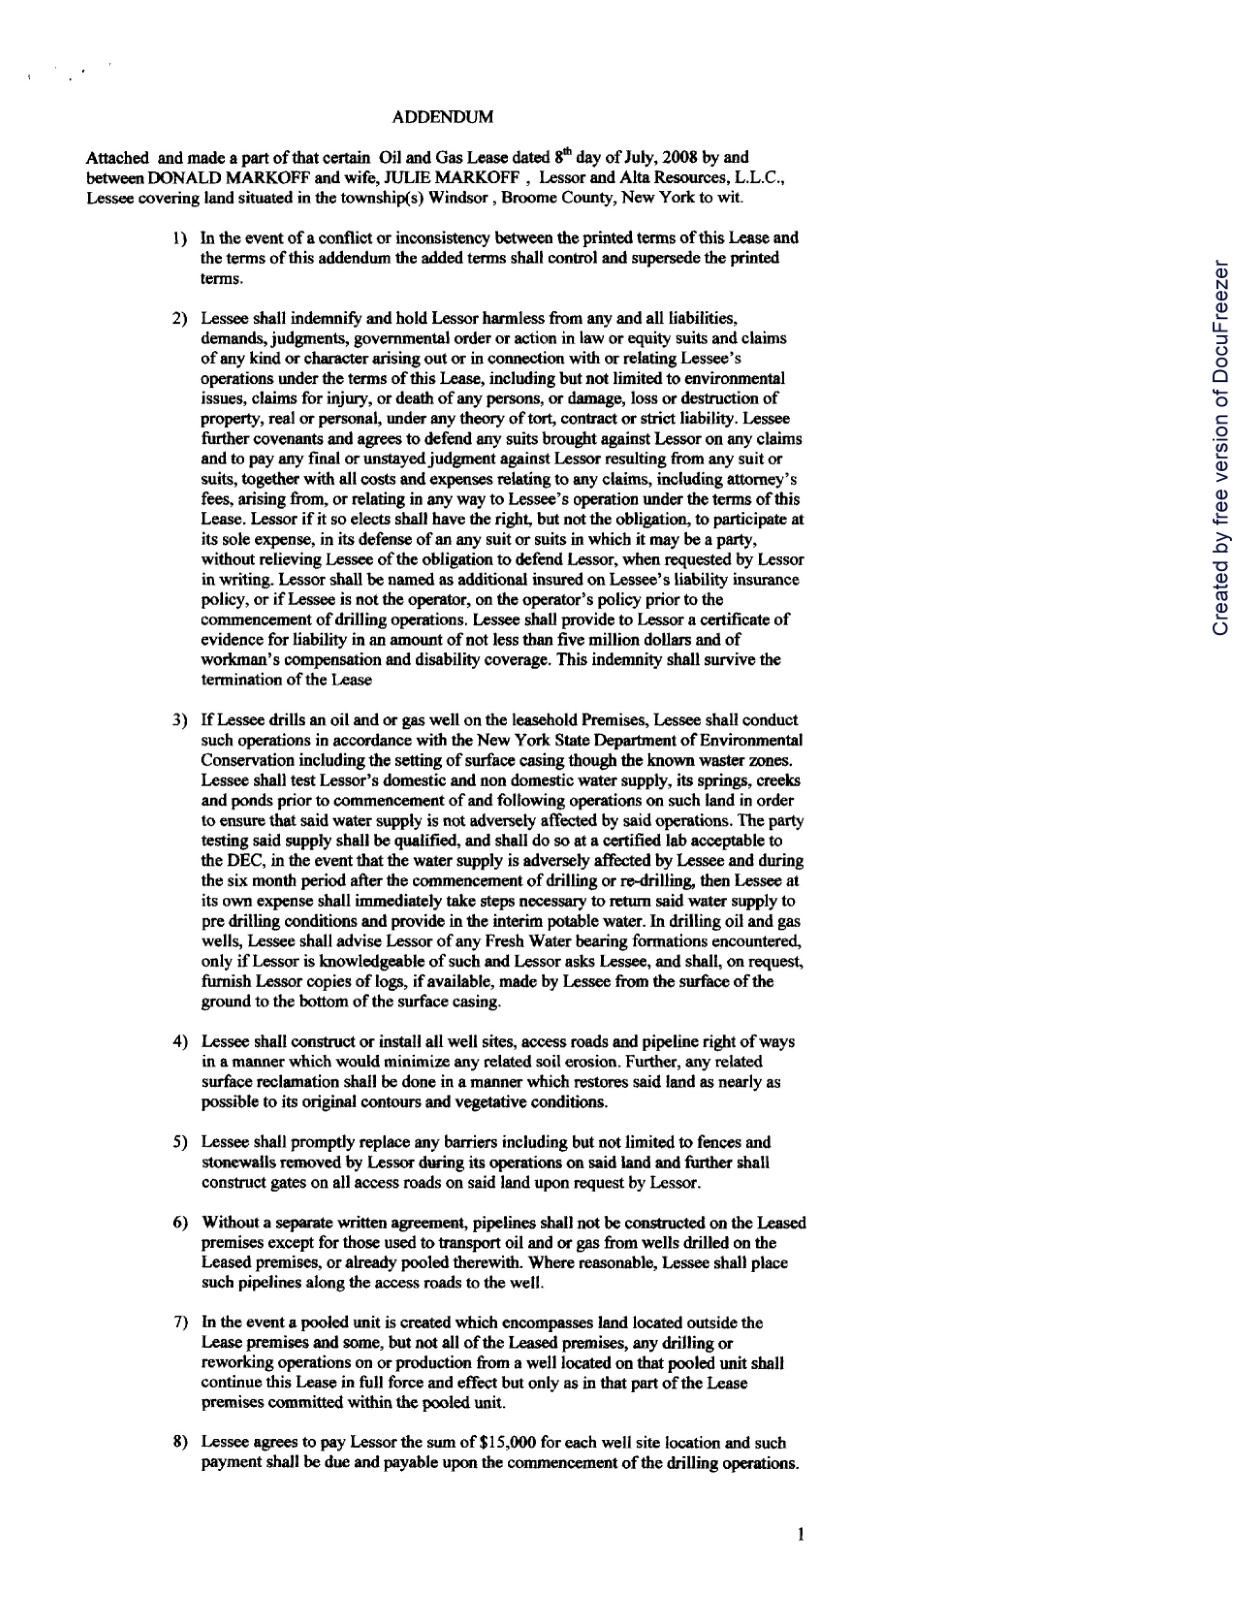 ADDENDUM
Attached and made a part of that certain Oil and Gas Lease dated 8th day of July, 2008 by and
between DONALD MARKOFF and wife, JULIE MARKOFF , Lessor and Alta Resources, L.L.C.,
Lessee covering land situated in the township(s) Windsor , Broome County, New York to wit.
1) In the event of a conflict or inconsistency between the printed terms of this Lease and
the terms of this addendum the added terms shall control and supersede the printed
terms.
2) Lessee shall indemnify and hold Lessor harmless from any and all liabilities,
demands, judgments, governmental order or action in law or equity suits and claims
of any kind or character arising out or in connection with or relating Lessee's
operations under the terms of this Lease, including but not limited to environmental
issues, claims for injury, or death of any persons, or damage, loss or destruction of
property, real or personal, under any theory of tort, contract or strict liability. Lessee
further covenants and agrees to defend any suits brought against Lessor on any claims
and to pay any final or unstayed judgment against Lessor resulting from any suit or
suits, together with all costs and expenses relating to any claims, including attorney's
fees, arising from, or relating in any way to Lessee's operation under the terms of this
Lease. Lessor if it so elects shall have the right, but not the obligation, to participate at
its sole expense, in its defense of an any suit or suits in which it may be a party,
without relieving Lessee of the obligation to defend Lessor, when requested by Lessor
in writing. Lessor shall be named as additional insured on Lessee's liability insurance
policy, or if Lessee is not the operator, on the operator's policy prior to the
commencement of drilling operations. Lessee shall provide to Lessor a certificate of
evidence for liability in an amount of not less than five million dollars and of
workman's compensation and disability coverage. This indemnity shall survive the
termination of the Lease
3) If Lessee drills an oil and or gas well on the leasehold Premises, Lessee shall conduct
such operations in accordance with the New York State Department of Environmental
Conservation including the setting of surface casing though the known waster zones.
Lessee shall test Lessor's domestic and non domestic water supply, its springs, creeks
and ponds prior to commencement of and following operations on such land in order
to ensure that said water supply is not adversely affected by said operations. The party
testing said supply shall be qualified, and shall do so at a certified lab acceptable to
the DEC, in the event that the water supply is adversely affected by Lessee and during
the six month period after the commencement of drilling or re-drilling, then Lessee at
its own expense shall immediately take steps necessary to return said water supply to
pre drilling conditions and provide in the interim potable water. In drilling oil and gas
wells, Lessee shall advise Lessor of any Fresh Water bearing formations encountered,
only if Lessor is knowledgeable of such and Lessor asks Lessee, and shall, on request,
furnish Lessor copies of logs, if available, made by Lessee from the surface of the
ground to the bottom of the surface casing.
4) Lessee shall construct or install all well sites, access roads and pipeline right of ways
in a manner which would minimize any related soil erosion. Further, any related
surface reclamation shall be done in a manner which restores said land as nearly as
possible to its original contours and vegetative conditions.
5) Lessee shall promptly replace any barriers including but not limited to fences and
stonewalls removed by Lessor during its operations on said land and further shall
construct gates on all access roads on said land upon request by Lessor.
6) Without a separate written agreement, pipelines shall not be constructed on the Leased
premises except for those used to transport oil and or gas from wells drilled on the
Leased premises, or already pooled therewith. Where reasonable, Lessee shall place
such pipelines along the access roads to the well.
7) In the event a pooled unit is created which encompasses land located outside the
Lease premises and some, but not all of the Leased premises, any drilling or
reworking operations on or production from a well located on that pooled unit shall
continue this Lease in full force and effect but only as in that part of the Lease
premises committed within the pooled unit.
8) Lessee agrees to pay Lessor the sum of $15,000 for each well site location and such
payment shall be due and payable upon the commencement of the drilling operations.
1
Created by free version of DocuFreezer